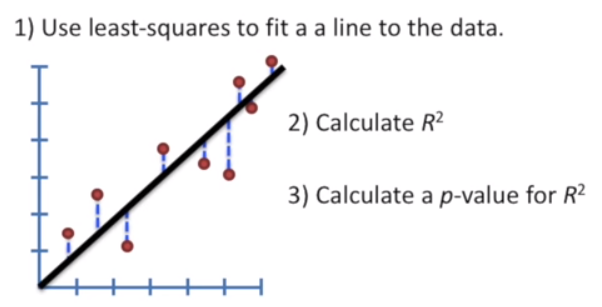 1) Use least-squares to fit a a line to the data.
2) Calculate R²
3) Calculate a p-value for R²